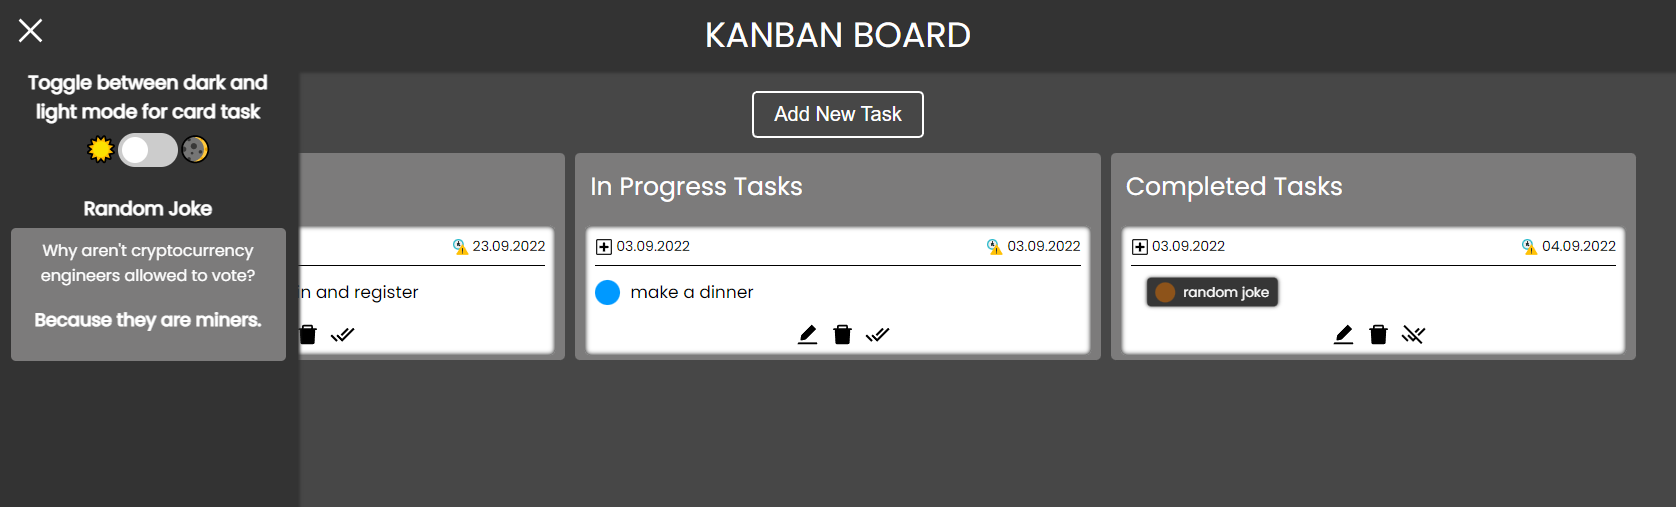 KANBAN BOARD
Toggle between dark and
light mode for card task
Random Joke
Why aren't cryptocurrency
engineers allowed to vote?
Because they are miners.
Add New Task
23.09.2022
and register
In Progress Tasks
03.09.2022 03.09.2022
make a dinner
Completed Tasks
03.09.2022 04.09.2022
random joke